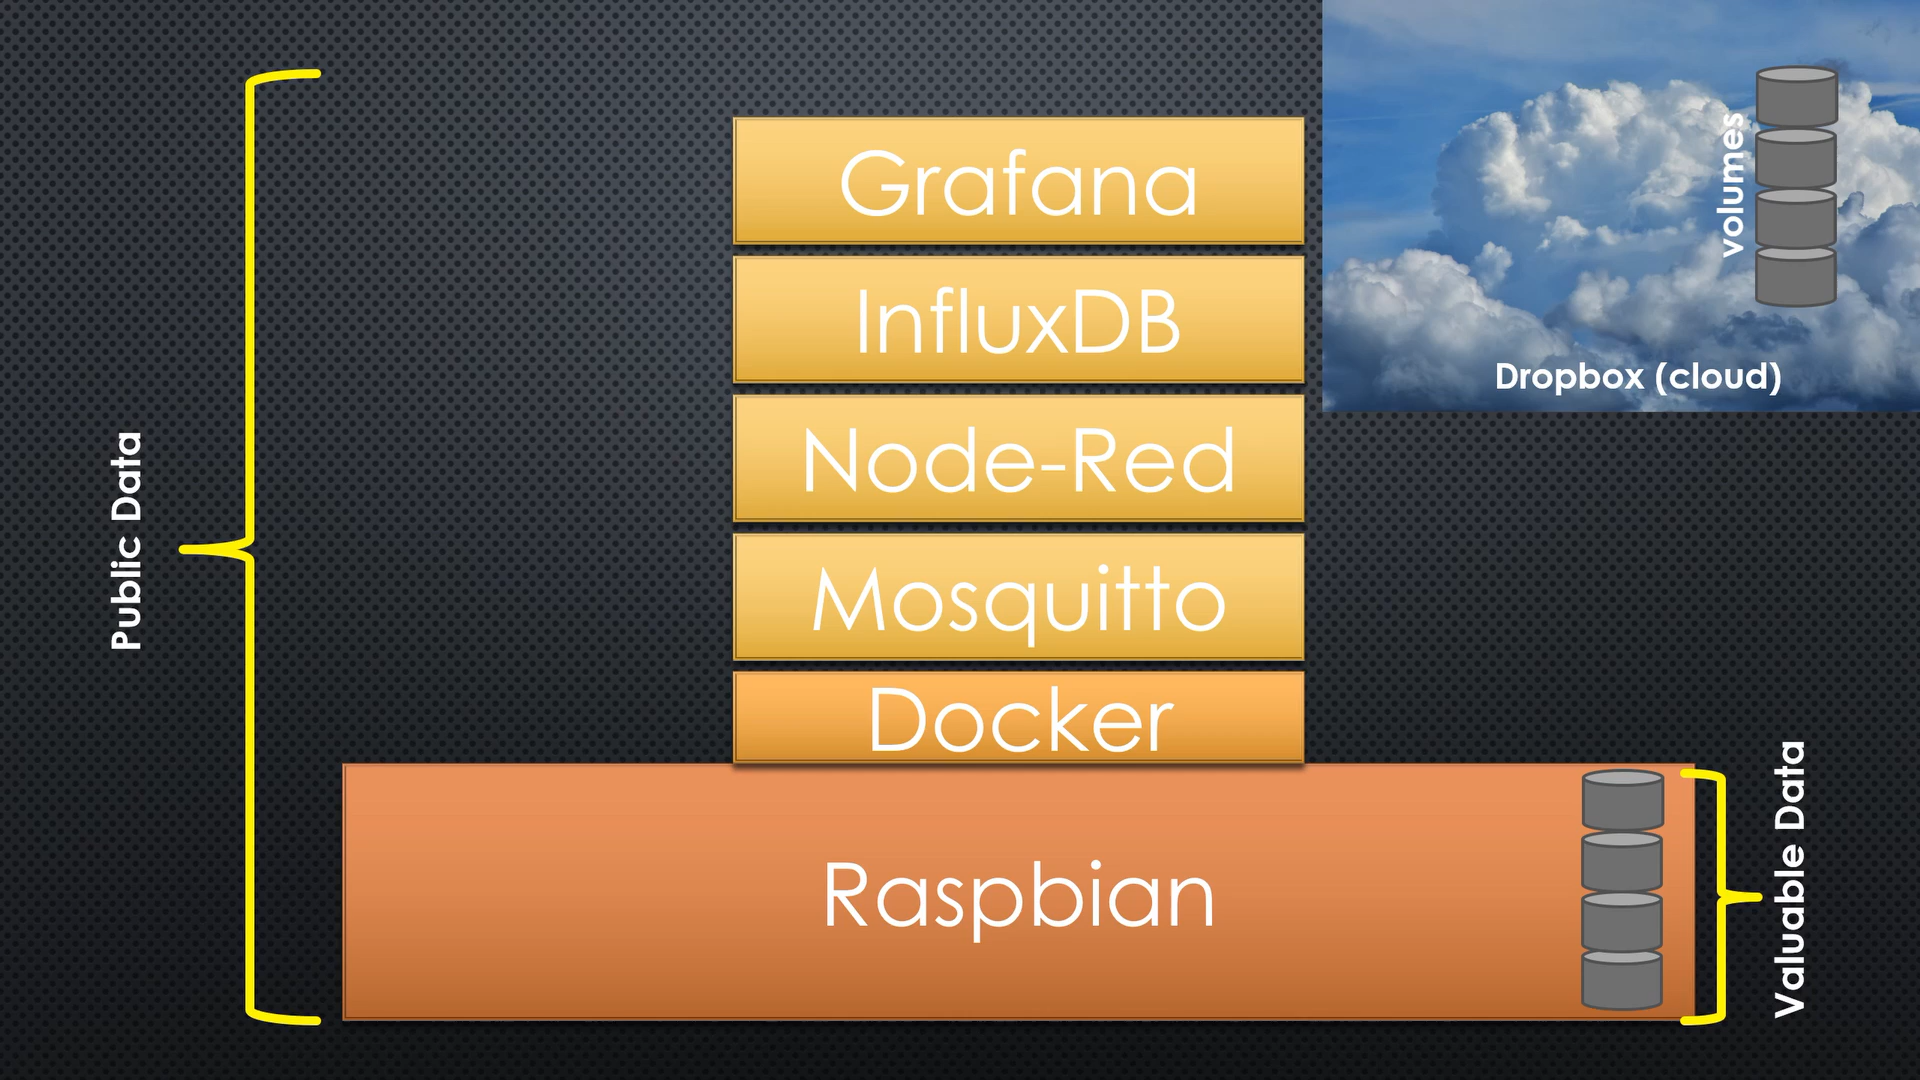 Public Data
Grafana
InfluxDB
Node-Red
Mosquitto
Docker
Raspbian
volumes
Dropbox (cloud)
Valuable Data